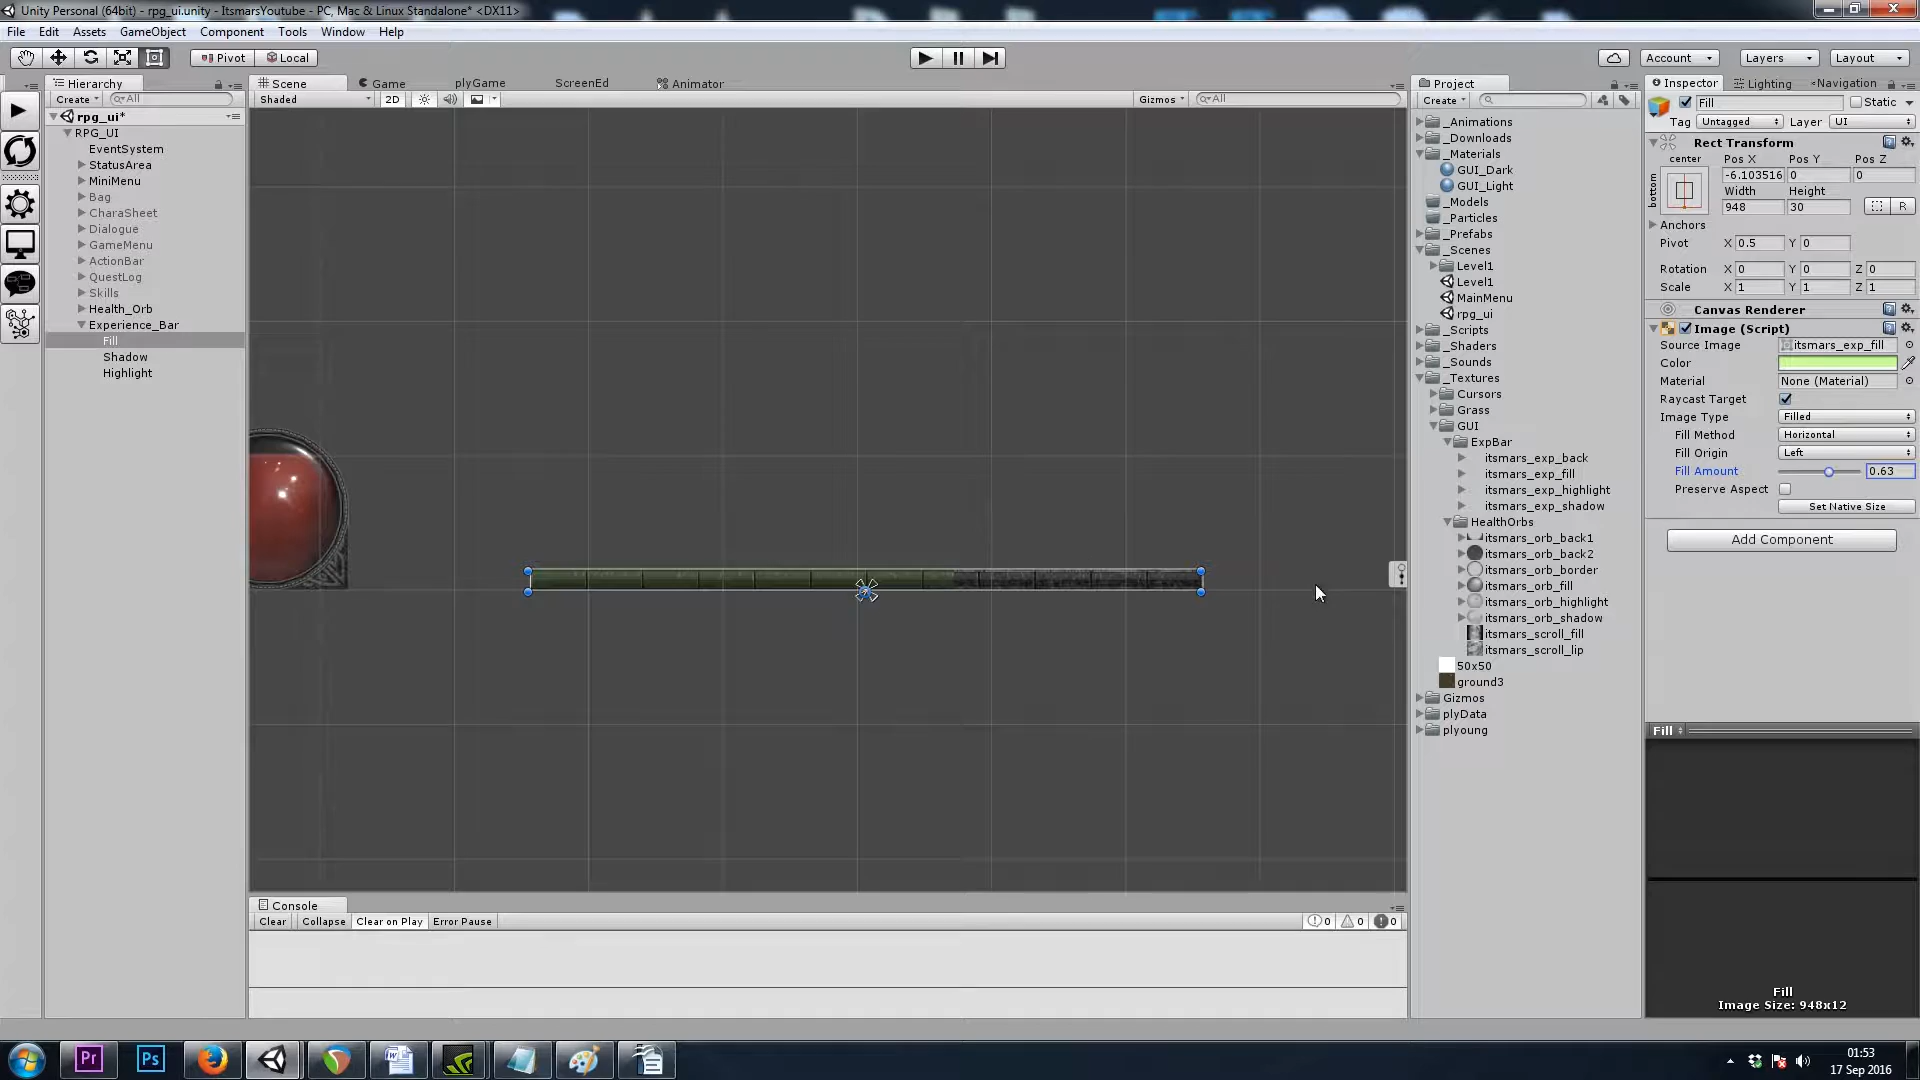 Unity Personal (64bit) - rpg_ui.unity - ItsmarsYoutube - PC, Mac & Linux Standalone* <DX11>
File Edit Assets GameObject Component Tools Window Help
Pivot Local Account Layers Layout
Hierarchy Scene Game plyGame ScreenEd Animator Project Inspector Lighting Navigation
Create All Shaded 2D Gizmos All Create Fill Static
Tag Untagged Layer UI
rpg_ui*
RPG_UI
EventSystem
StatusArea
MiniMenu
Bag
CharaSheet
Dialogue
GameMenu
ActionBar
QuestLog
Skills
Health_Orb
Experience_Bar
Fill
Shadow
Highlight
_Animations
_Downloads
_Materials
GUI_Dark
GUI_Light
_Models
_Particles
_Prefabs
_Scenes
Level1
Level1
MainMenu
rpg_ui
_Scripts
_Shaders
_Sounds
_Textures
Cursors
Grass
GUI
ExpBar
itsmars_exp_back
itsmars_exp_fill
itsmars_exp_highlight
itsmars_exp_shadow
HealthOrbs
itsmars_orb_back1
itsmars_orb_back2
itsmars_orb_border
itsmars_orb_fill
itsmars_orb_highlight
itsmars_orb_shadow
itsmars_scroll_fill
itsmars_scroll_lip
50x50
ground3
Gizmos
plyData
plyoung
Rect Transform
center Pos X Pos Y Pos Z
bottom -6.103516 0 0
Width Height
948 30 R
Anchors
Pivot X 0.5 Y 0
Rotation X 0 Y 0 Z 0
Scale X 1 Y 1 Z 1
Canvas Renderer
Image (Script)
Source Image itsmars_exp_fill
Color
Material None (Material)
Raycast Target
Image Type Filled
Fill Method Horizontal
Fill Origin Left
Fill Amount 0.63
Preserve Aspect
Set Native Size
Add Component
Fill
Fill
Image Size: 948x12
Console
Clear Collapse Clear on Play Error Pause 0 0 0
Pr Ps W
01:53
17 Sep 2016